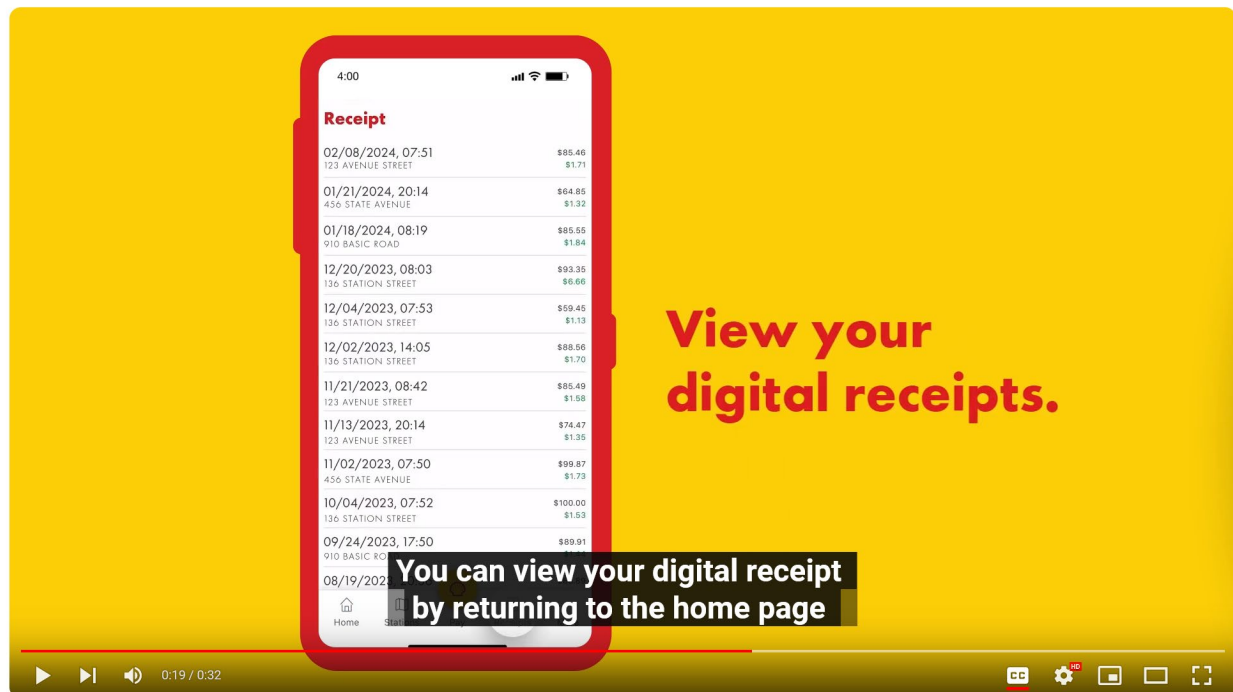 4:00
Receipt
02/08/2024, 07:51 $85.46
123 AVENUE STREET $1.71
01/21/2024, 20:14 $64.85
456 STATE AVENUE $1.32
01/18/2024, 08:19 $85.55
910 BASIC ROAD $1.84
12/20/2023, 08:03 $93.35
136 STATION STREET $6.66
12/04/2023, 07:53 $59.45
136 STATION STREET $1.13
12/02/2023, 14:05 $88.56
136 STATION STREET $1.70
11/21/2023, 08:42 $85.49
123 AVENUE STREET $1.58
11/13/2023, 20:14 $74.47
123 AVENUE STREET $1.35
11/02/2023, 07:50 $99.87
456 STATE AVENUE $1.73
10/04/2023, 07:52 $100.00
136 STATION STREET $1.53
09/24/2023, 17:50 $89.91
910 BASIC
08/19/2023,
Home
View your
digital receipts.
You can view your digital receipt
by returning to the home page
0:19 / 0:32
CC
HD